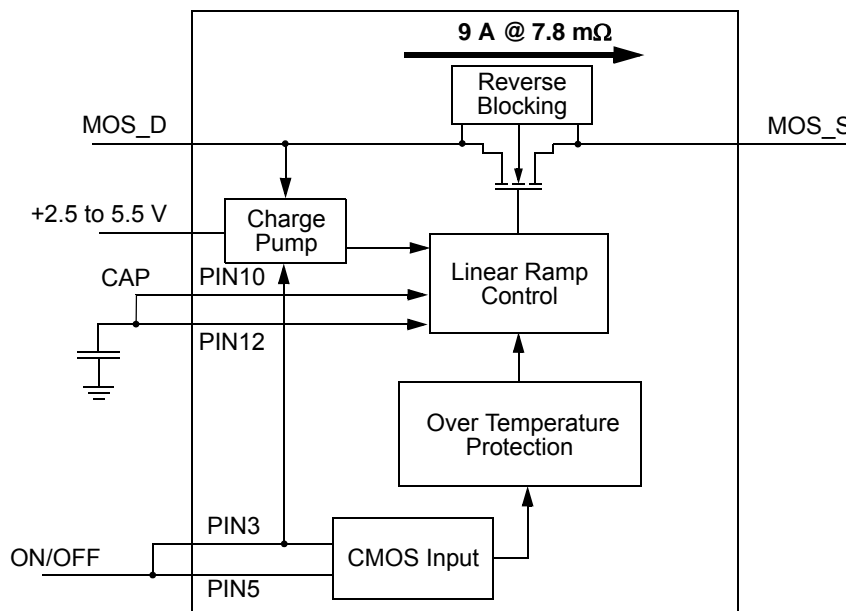 9 A @ 7.8 mΩ
Reverse
Blocking
MOS_D
MOS_S
+2.5 to 5.5 V
Charge
Pump
Linear Ramp
Control
CAP
PIN10
PIN12
Over Temperature
Protection
PIN3
CMOS Input
ON/OFF
PIN5